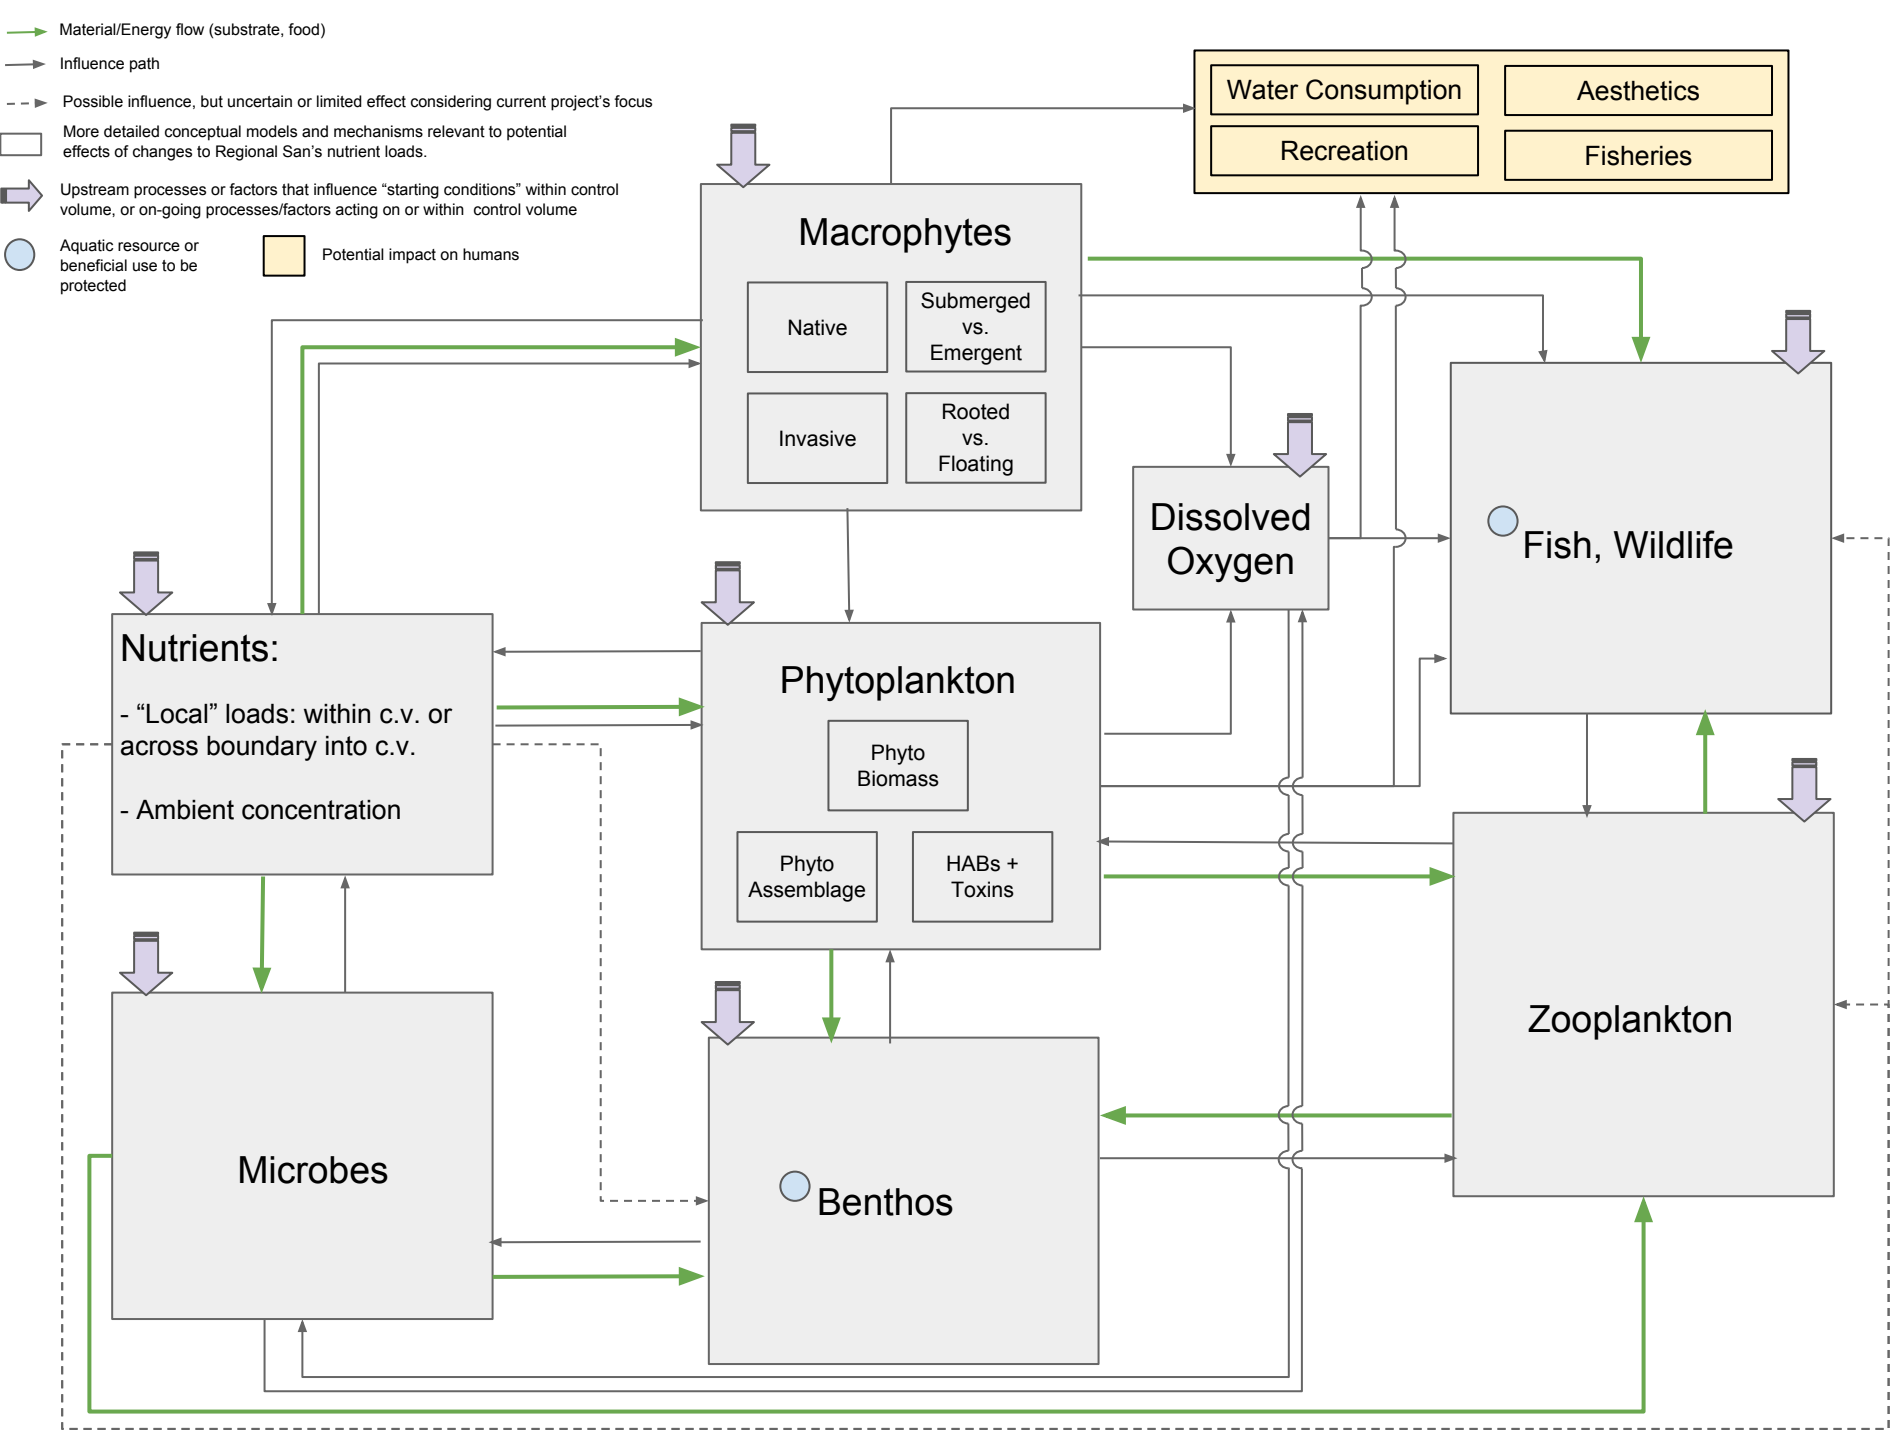 Material/Energy flow (substrate, food)
Influence path
Possible influence, but uncertain or limited effect considering current project's focus
More detailed conceptual models and mechanisms relevant to potential
effects of changes to Regional San's nutrient loads.
Upstream processes or factors that influence “starting conditions” within control
volume, or on-going processes/factors acting on or within control volume
Aquatic resource or
beneficial use to be
protected
Potential impact on humans
Water Consumption
Aesthetics
Recreation
Fisheries
Macrophytes
Native
Submerged
vs.
Emergent
Invasive
Rooted
vs.
Floating
Dissolved
Oxygen
Fish, Wildlife
Nutrients:
- “Local” loads: within c.v. or
across boundary into c.v.
- Ambient concentration
Phytoplankton
Phyto
Biomass
Phyto
Assemblage
HABs +
Toxins
Zooplankton
Microbes
Benthos